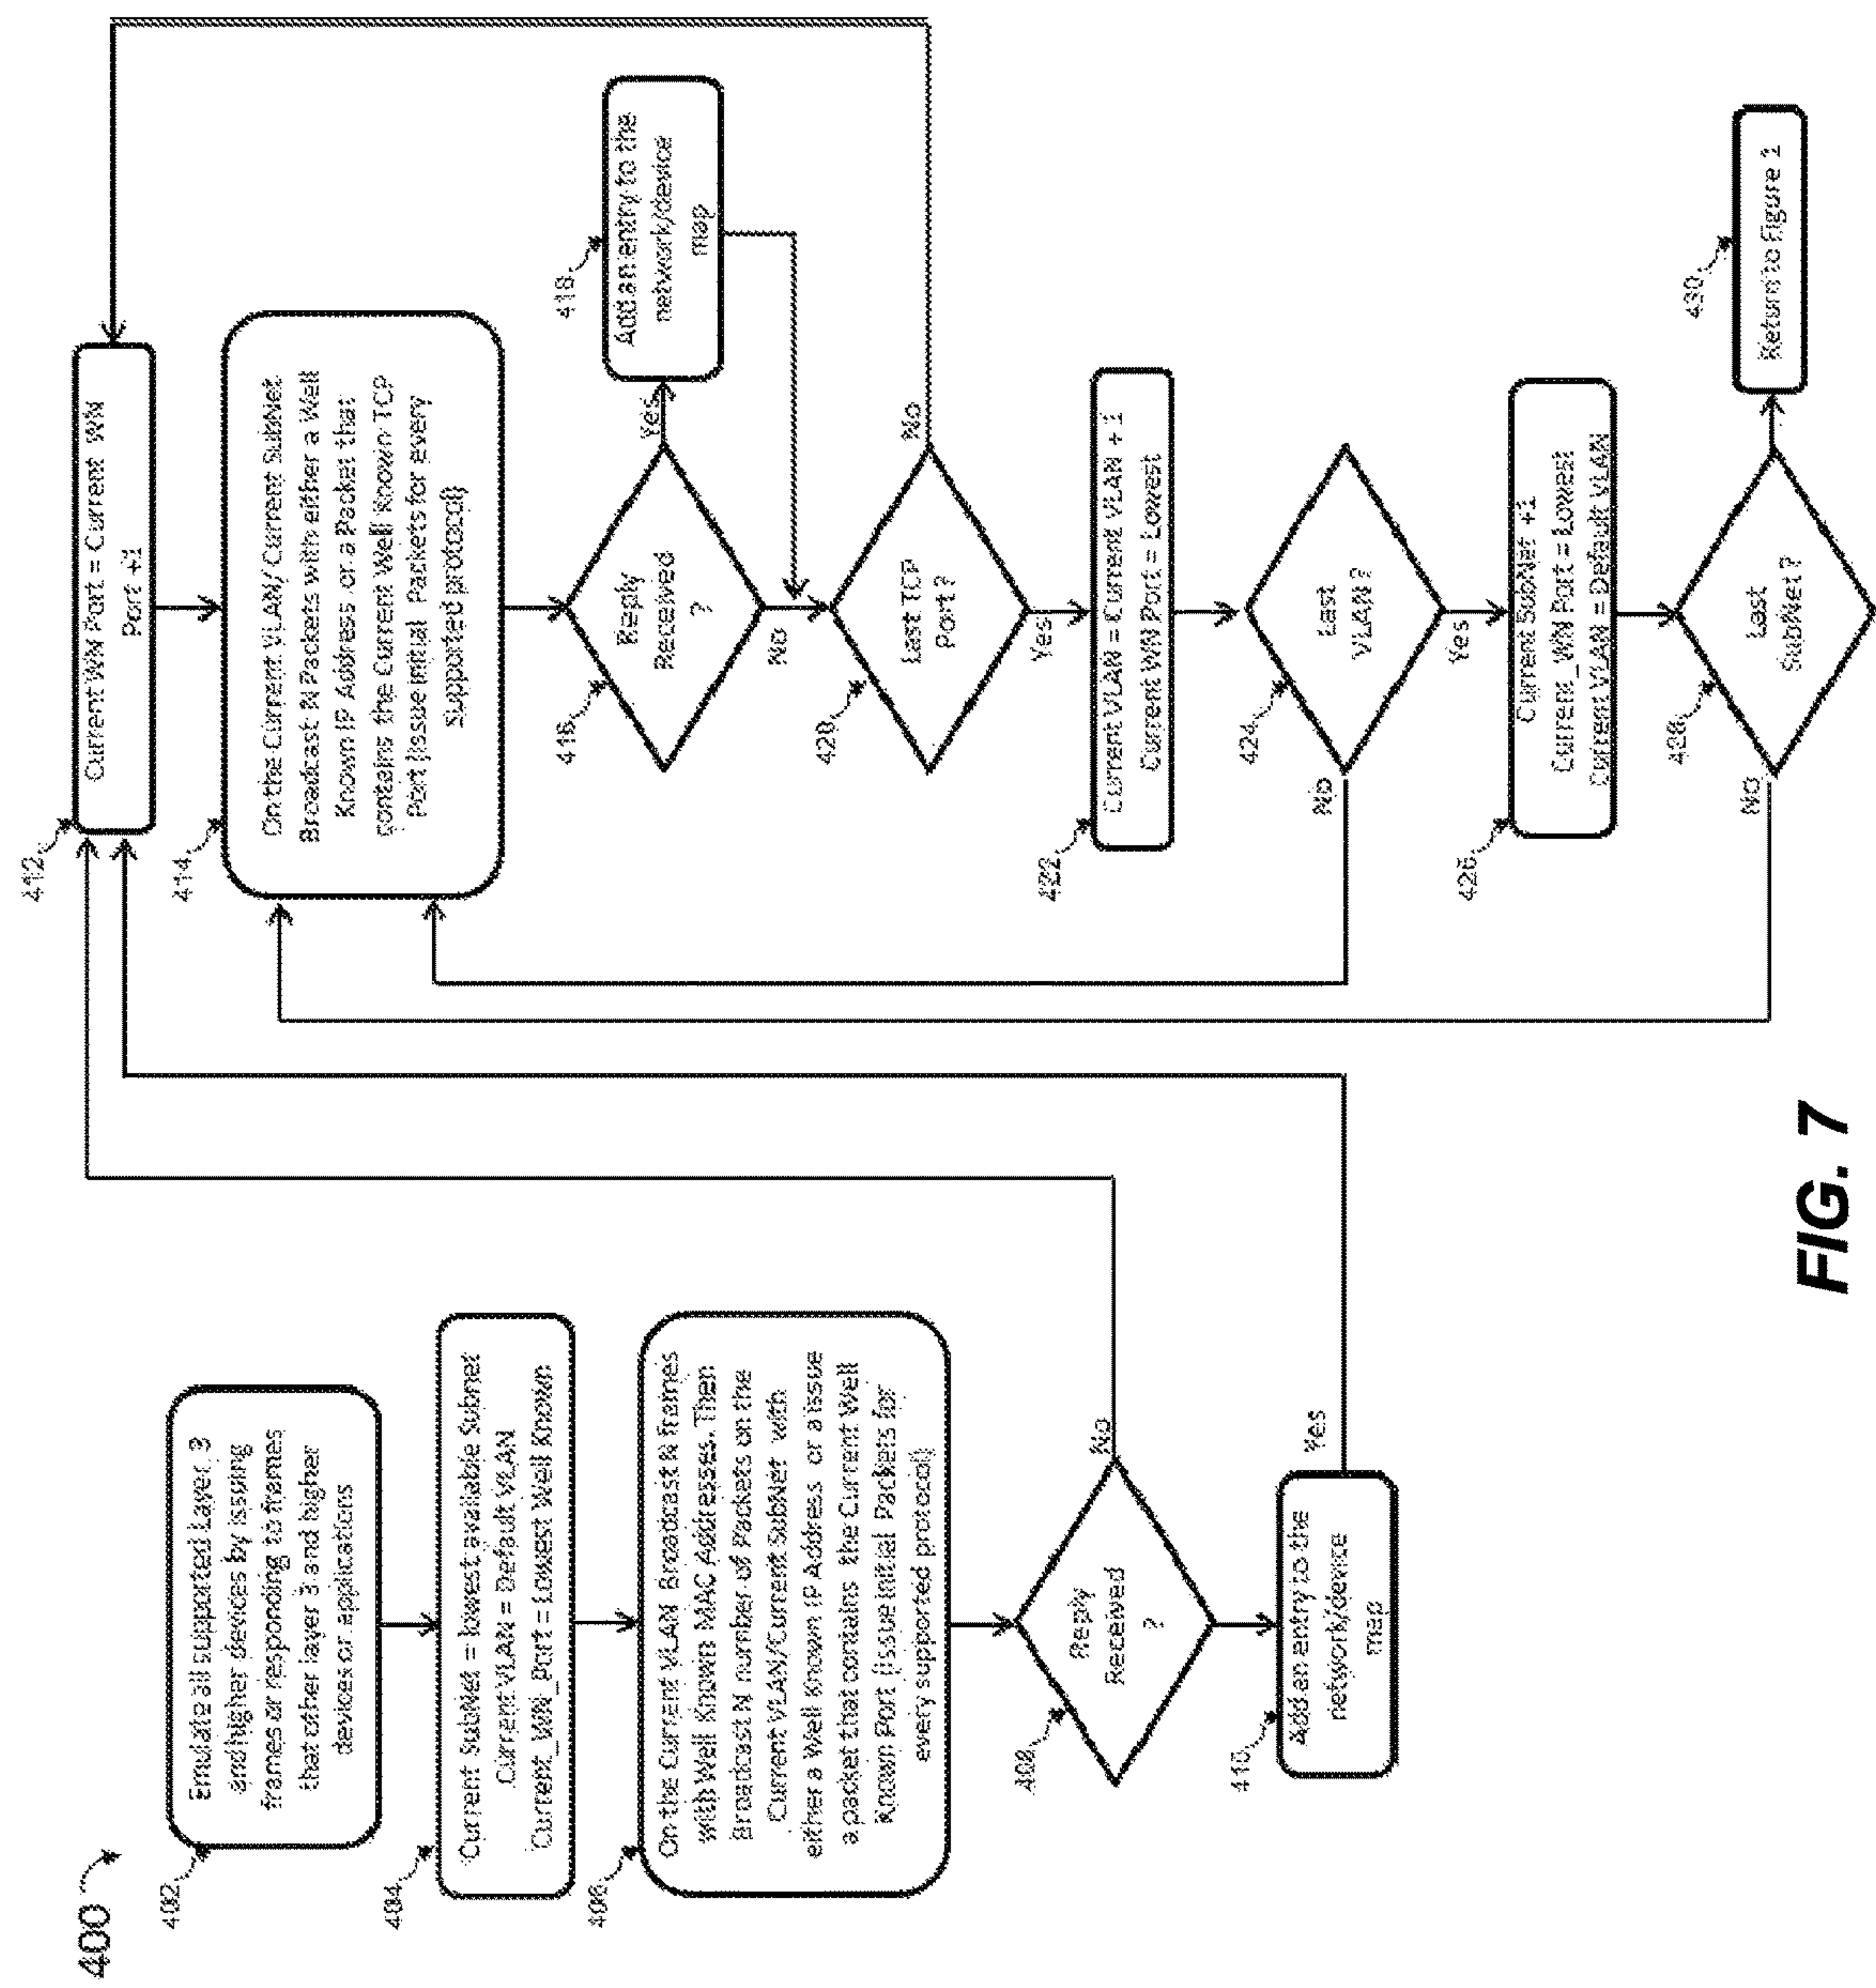 400
402
Emulate all supported Layer 3
and higher devices by issuing
frames or responding to frames
that other layer 3 and higher
devices or applications
404
Current SubNet = lowest available Subnet
Current VLAN = Default VLAN
Current_WN_Port = Lowest Well Known
406
On the Current VLAN Broadcast N frames
with Well Known MAC Addresses. Then
Broadcast N number of Packets on the
Current VLAN/Current SubNet with
either a Well Known IP Address or a issue
a packet that contains the Current Well
Known Port (Issue Initial Packets for
every supported protocol)
408
Reply
Received
?
No
410
Add an entry to the
network/device
map
Yes
412
Current WN Port = Current WN
Port +1
414
On the Current VLAN/ Current SubNet
Broadcast N Packets with either a Well
Known IP Address or a Packet that
contains the Current Well Known TCP
Port (Issue Initial Packets for every
supported protocol)
416
Reply
Received
?
Yes
No
418
Add an entry to the
network/device
map
420
Last TCP
Port ?
No
Yes
422
Current VLAN = Current VLAN + 1
Current WN Port = Lowest
424
Last
VLAN ?
No
Yes
426
Current SubNet +1
Current_WN Port = Lowest
Current VLAN = Default VLAN
428
Last
SubNet ?
No
430
Return to Figure 1
FIG. 7